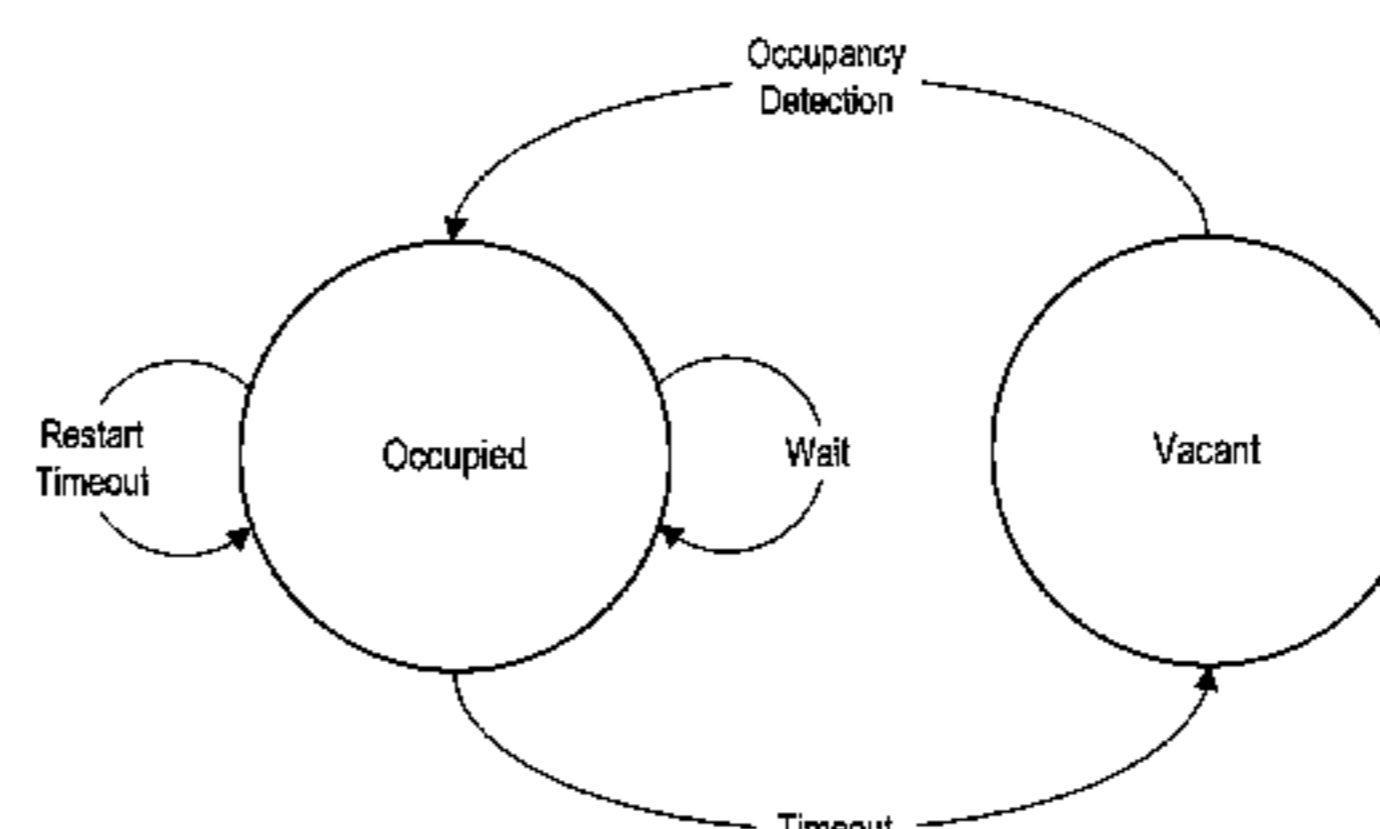 Occupancy
Detection
Restart
Timeout
Occupied
Wait
Vacant
Timeout